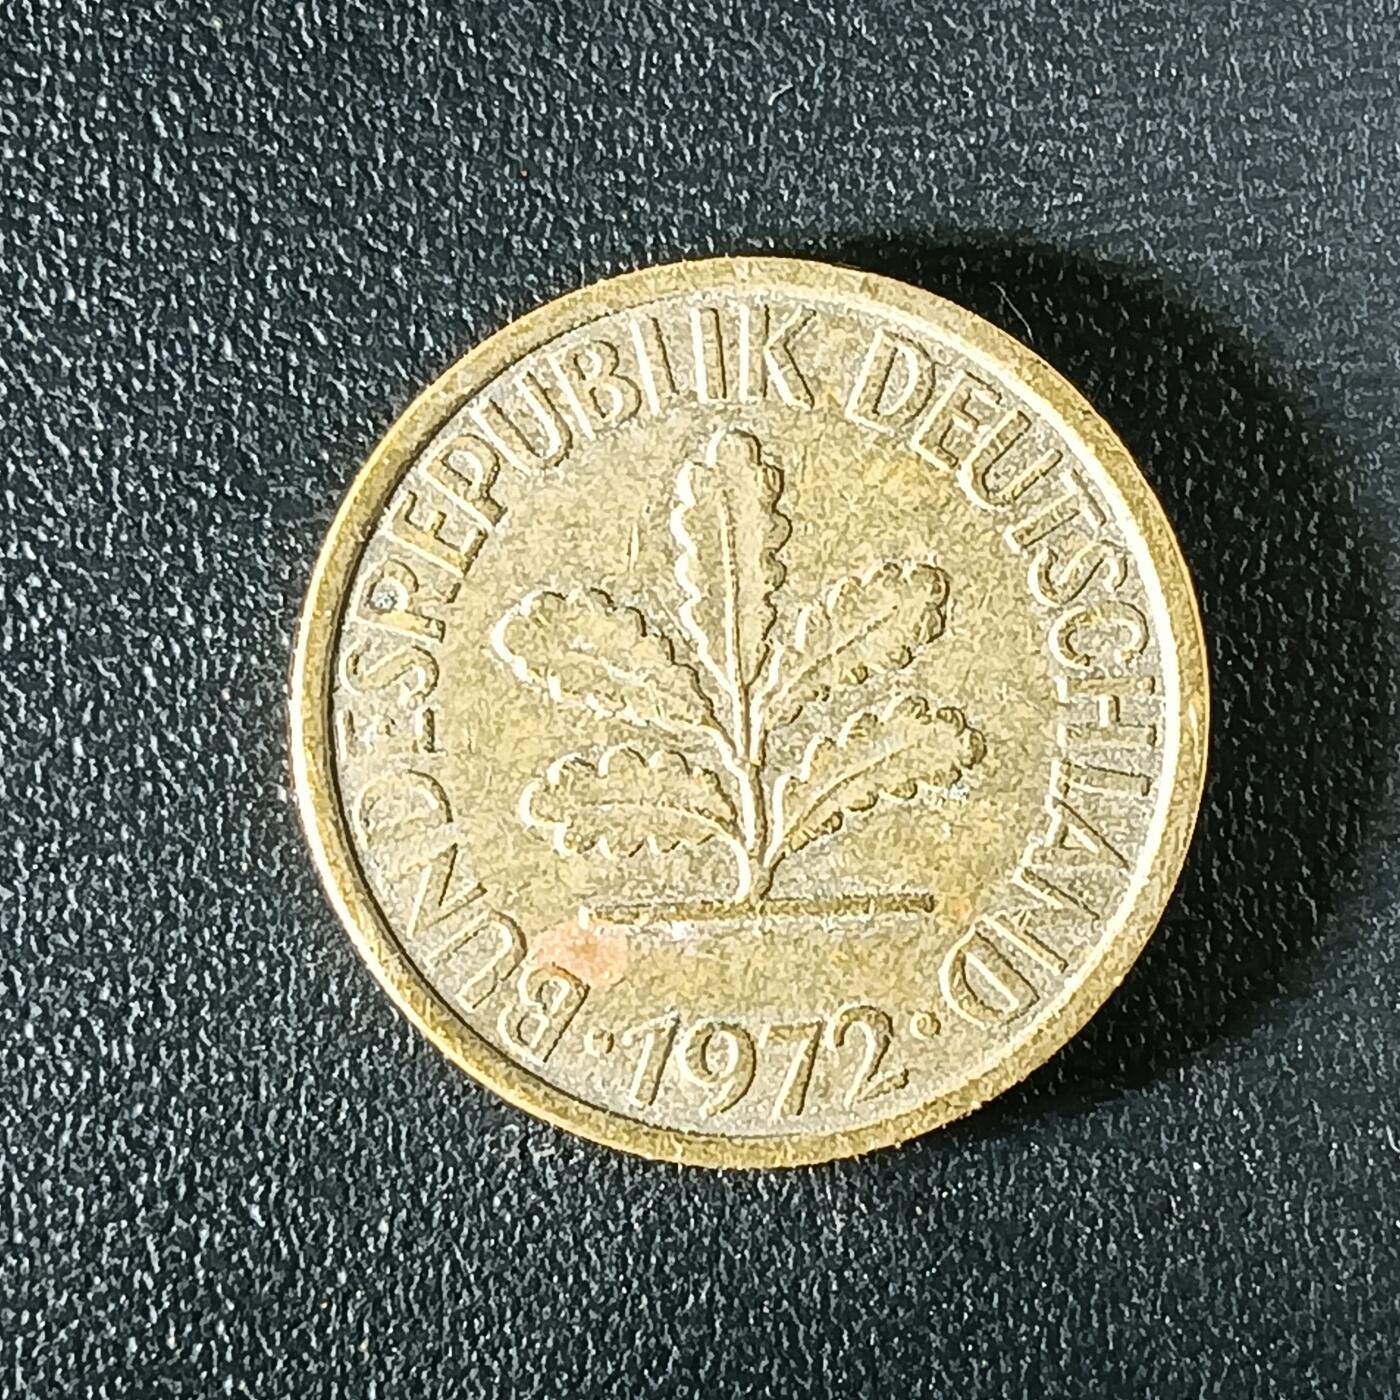 BUNDESREPUBLIK DEUTSCHLAND
· 1972 ·